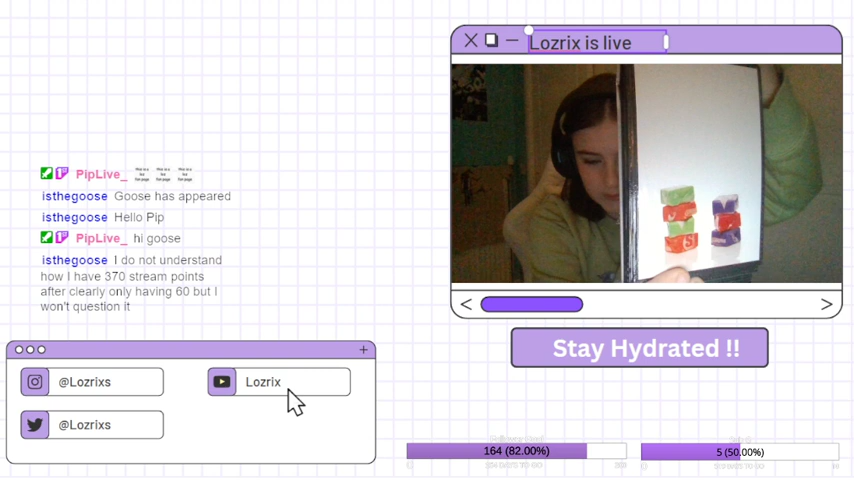 Lozrix is live
PipLive_
isthegoose Goose has appeared
isthegoose Hello Pip
PipLive_ hi goose
isthegoose I do not understand
how I have 370 stream points
after clearly only having 60 but I
won't question it
Stay Hydrated !!
@Lozrixs
Lozrix
@Lozrixs
164 (82.00%)
5 (50.00%)